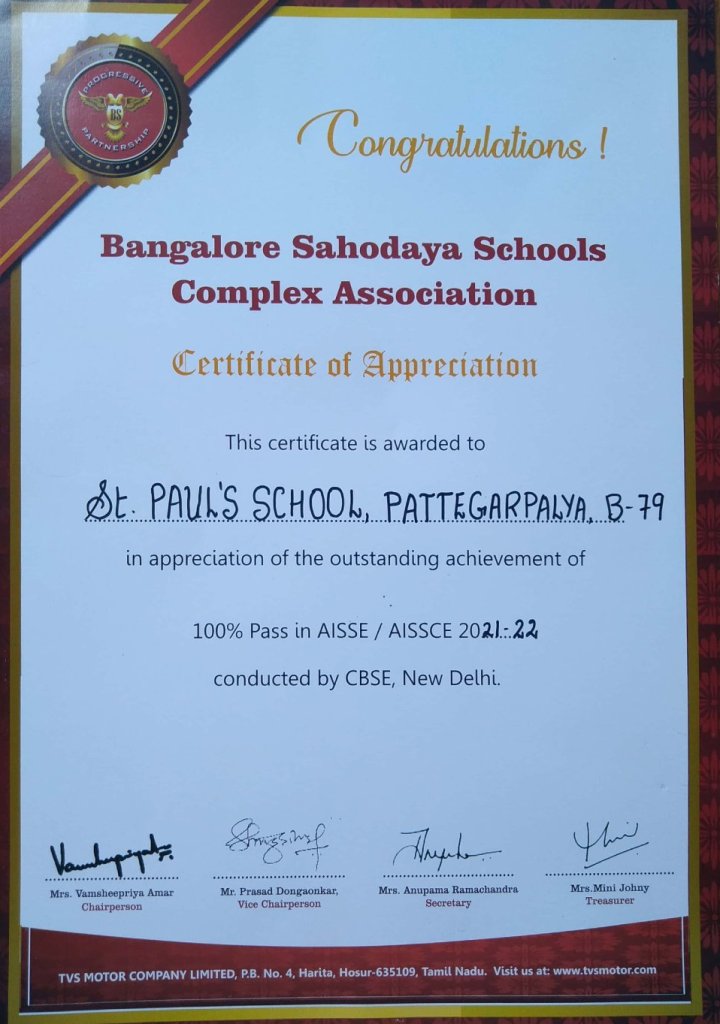 PROGRESSIVE
BS
PARTNERSHIP
Congratulations !
Bangalore Sahodaya Schools
Complex Association
Certificate of Appreciation
This certificate is awarded to
St. PAUL'S SCHOOL, PATTEGARPALYA, B-79
in appreciation of the outstanding achievement of
100% Pass in AISSE / AISSCE 2021-22
conducted by CBSE, New Delhi.
Mrs. Vamsheepriya Amar
Chairperson
Mr. Prasad Dongaonkar,
Vice Chairperson
Mrs. Anupama Ramachandra
Secretary
Mrs.Mini Johny
Treasurer
TVS MOTOR COMPANY LIMITED, P.B. No. 4, Harita, Hosur-635109, Tamil Nadu. Visit us at: www.tvsmotor.com